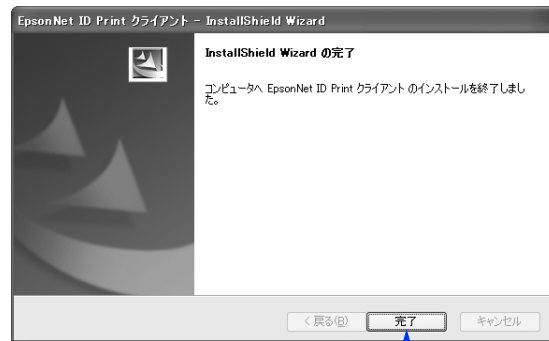 EpsonNet ID Print クライアント - InstallShield Wizard
InstallShield Wizard の完了
コンピュータへ EpsonNet ID Print クライアント のインストールを終了しまし
た。
< 戻る(B)
完了
キャンセル